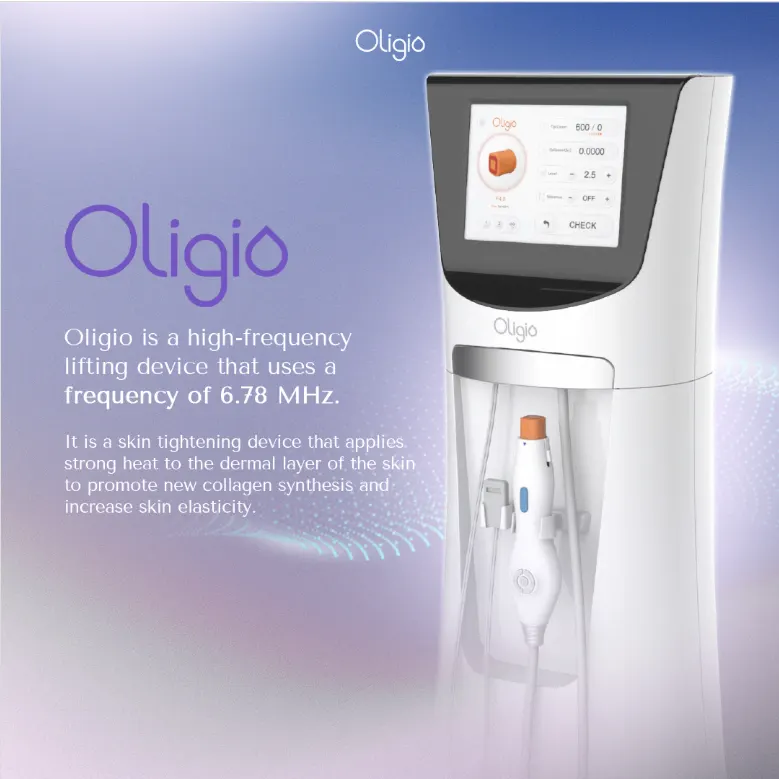 Oligio
Oligio
600 / 0
0.0000
2.5
OFF
CHECK
Oligio
Oligio
Oligio is a high-frequency
lifting device that uses a
frequency of 6.78 MHz.
It is a skin tightening device that applies
strong heat to the dermal layer of the skin
to promote new collagen synthesis and
increase skin elasticity.